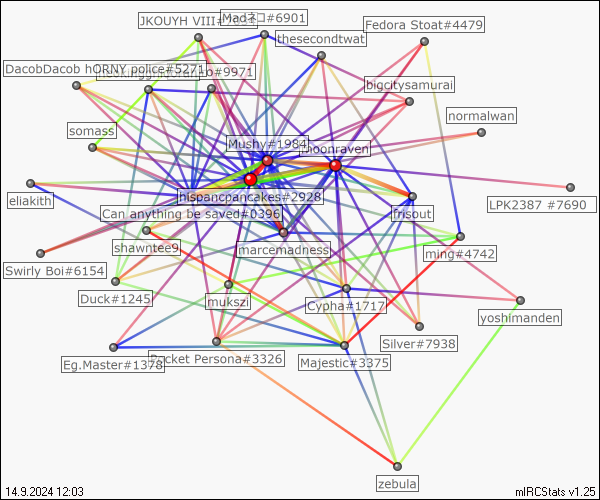 JKOUYH VIII#
Madネロ#6901
Fedora Stoat#4479
thesecondtwat
DacobDacob hORNY police#5271
#9971
bigcitysamurai
normalwan
somass
Mushy#1984
moonraven
eliakith
hispancpancakes#2928
LPK2387 #7690
Can anything be saved#0396
frisout
shawntee9
marcemadness
ming#4742
Swirly Boi#6154
Duck#1245
mukszi
Cypha#1717
yoshimanden
Silver#7938
Eg.Master#1378
Pocket Persona#3326
Majestic#3375
zebula
14.9.2024 12:03
mIRCStats v1.25